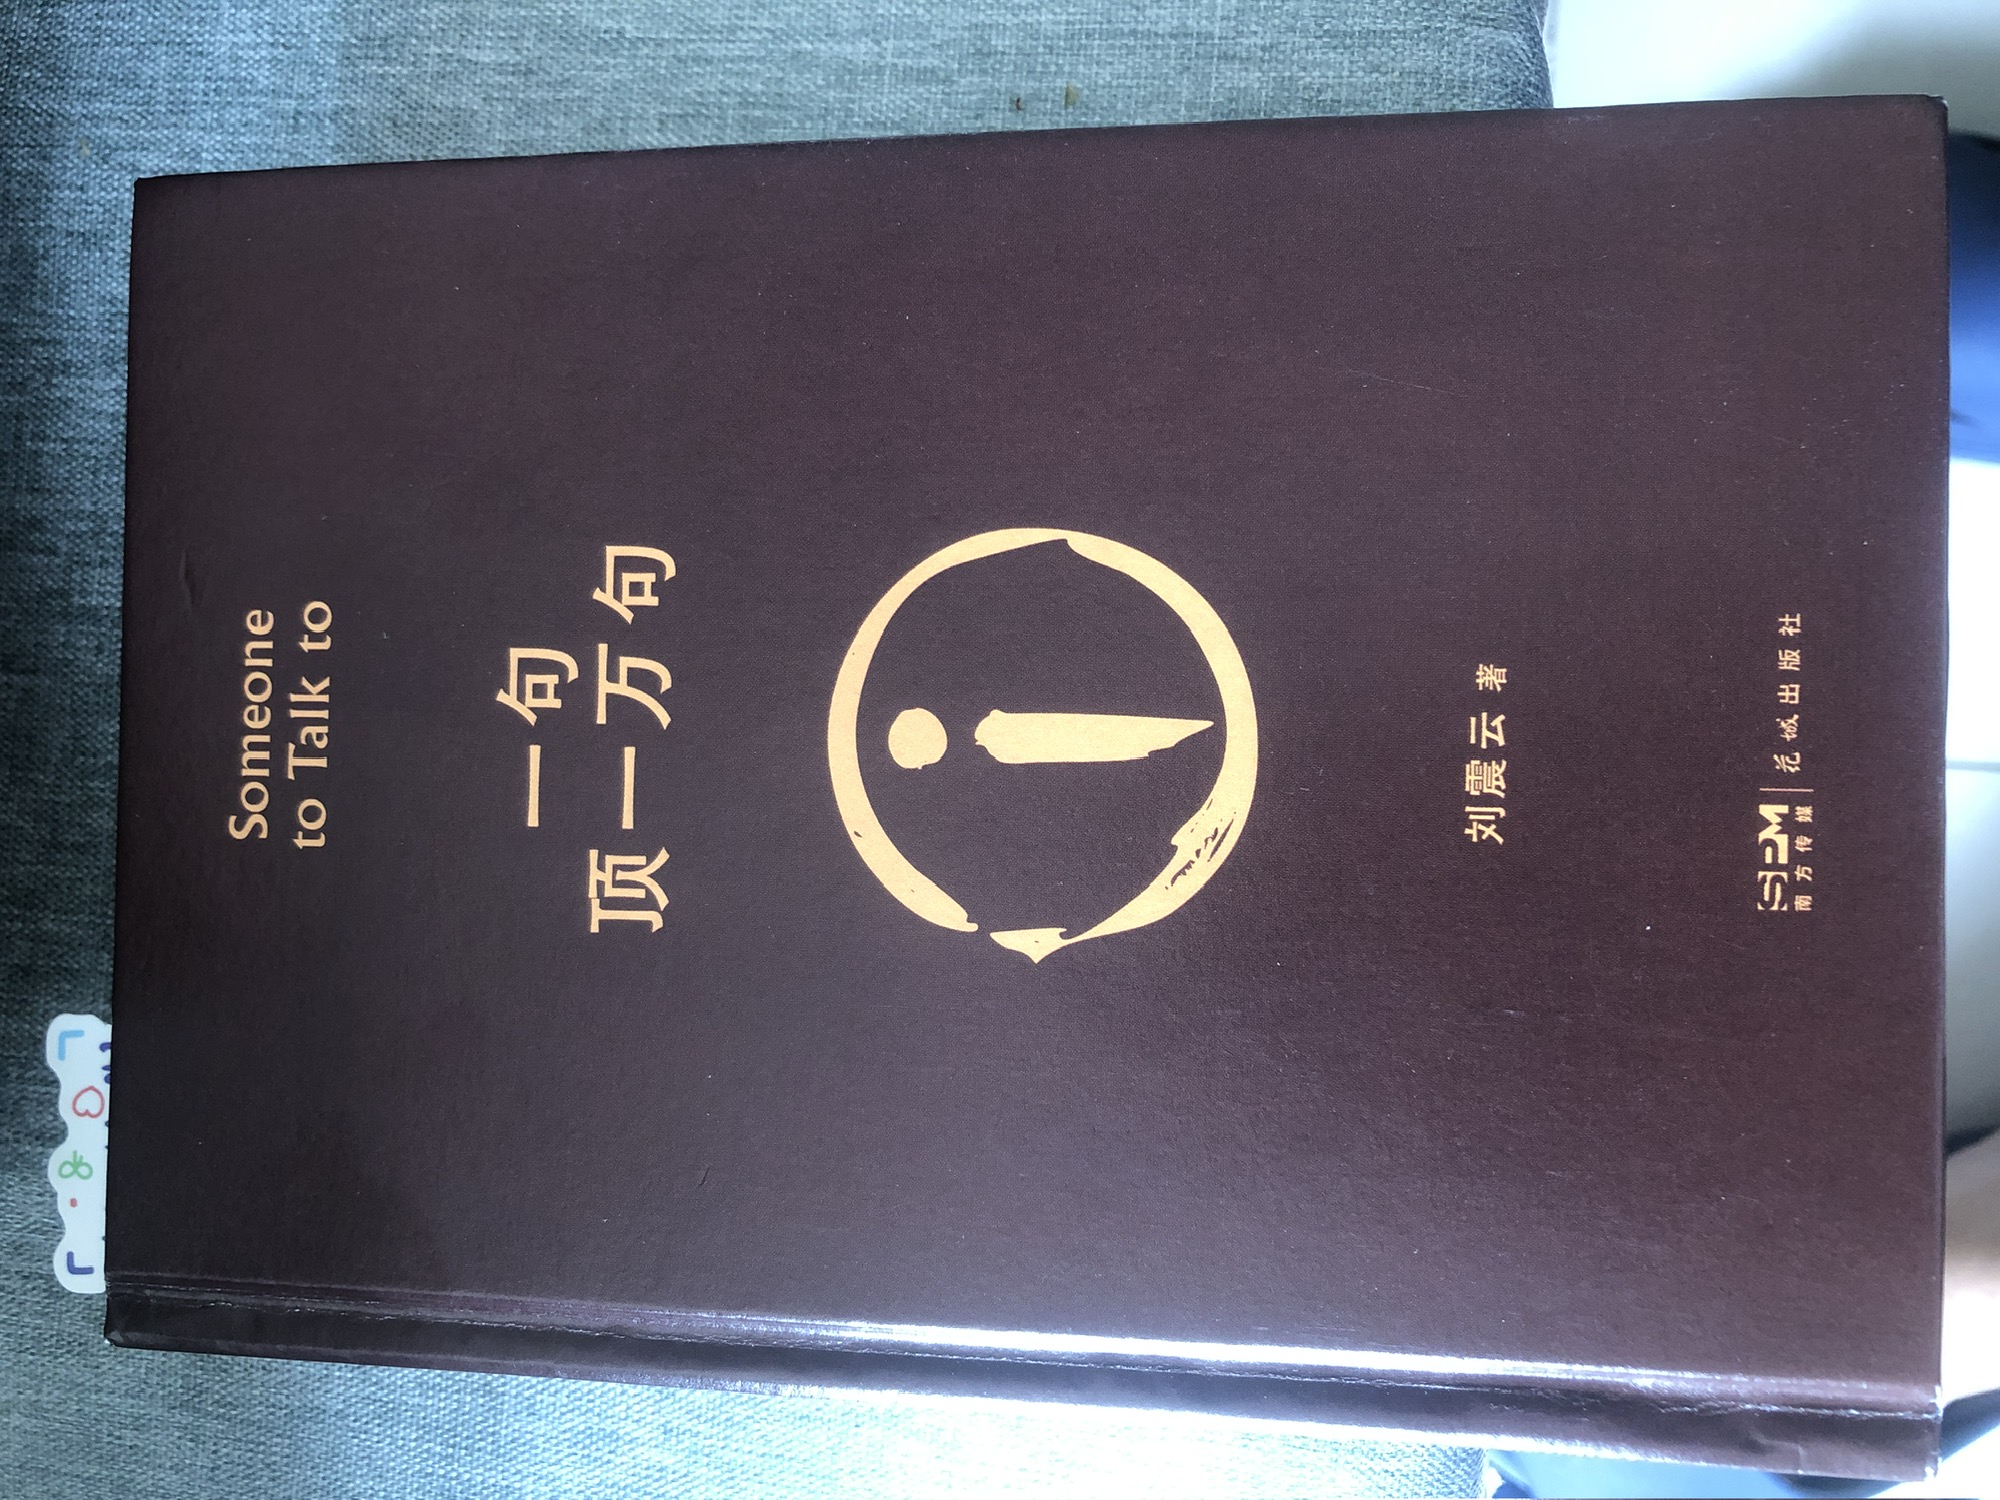 Someone
to Talk to
一句
顶一万句
刘震云 著
南方传媒
花城出版社